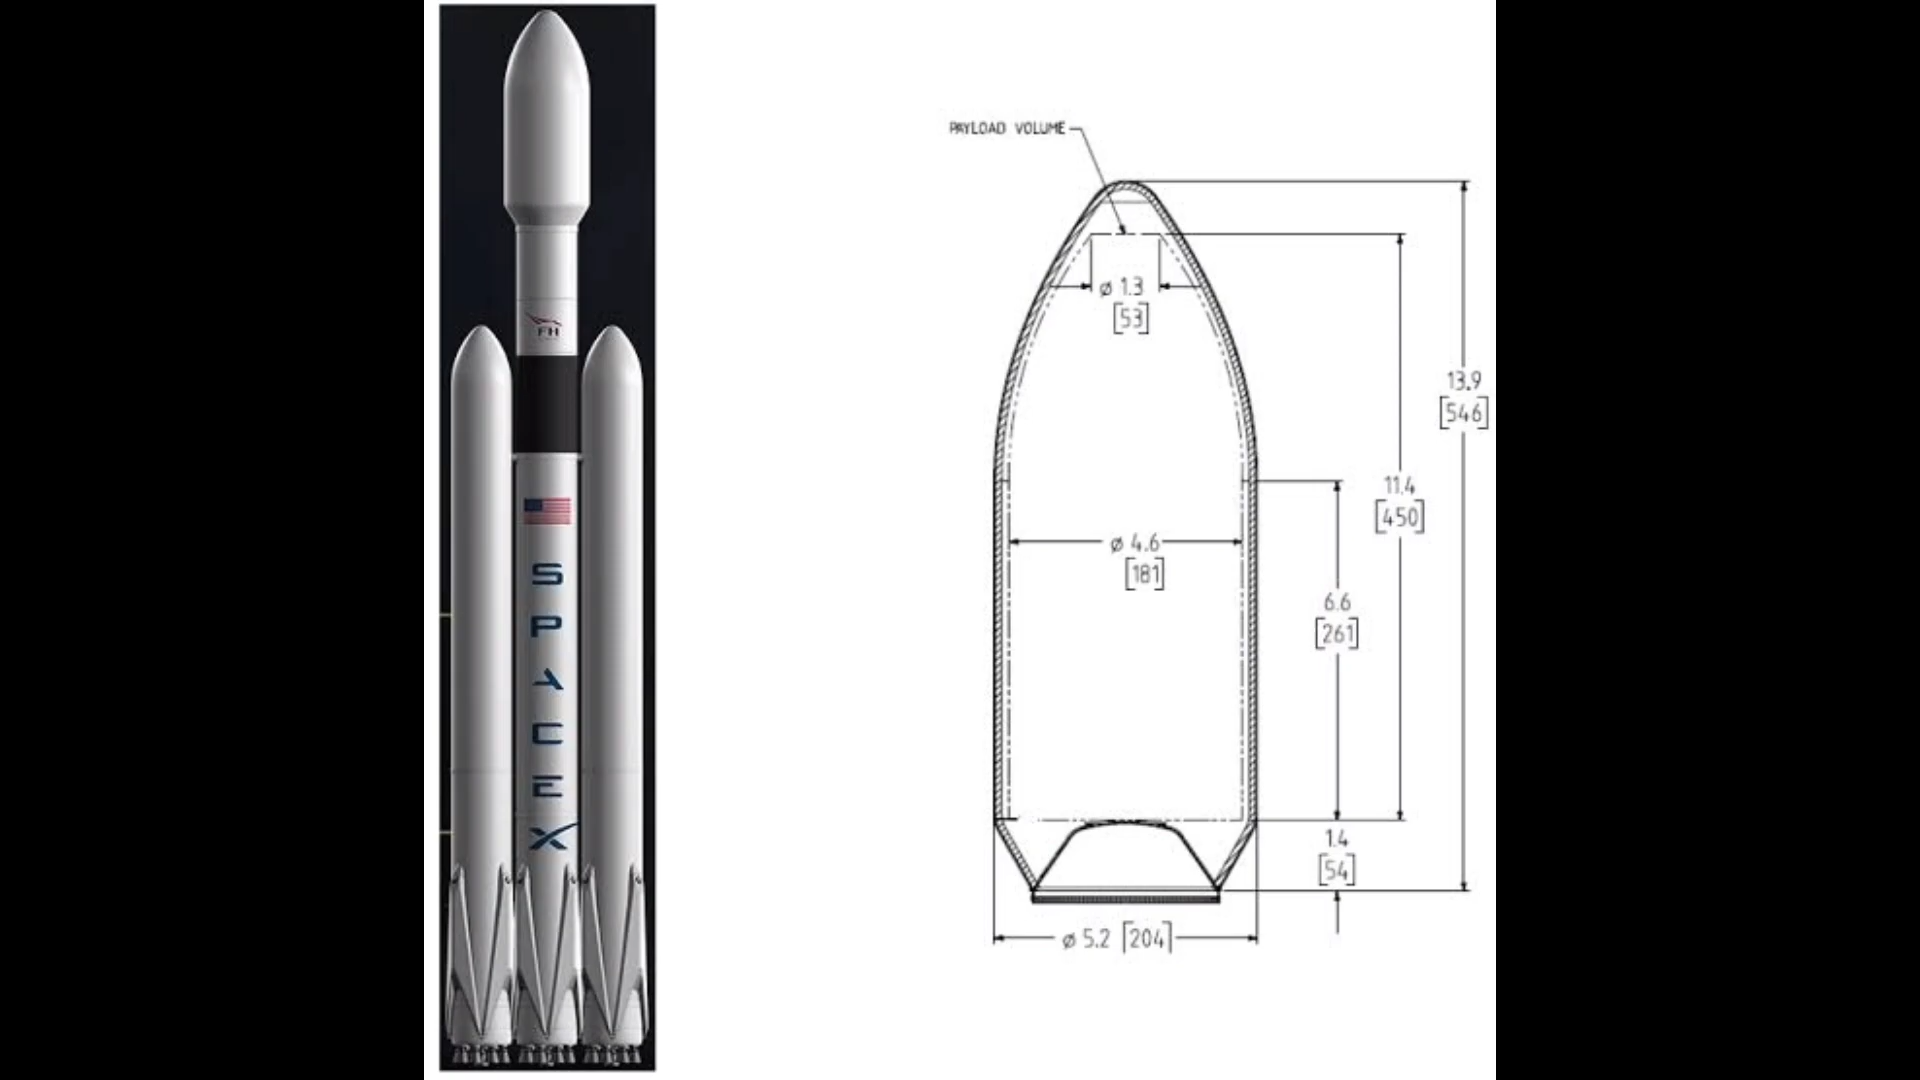 FH
S
P
A
C
E
X
PAYLOAD VOLUME
ø 1.3
[53]
13.9
[546]
11.4
[450]
ø 4.6
[181]
6.6
[261]
1.4
[54]
ø 5.2 [204]